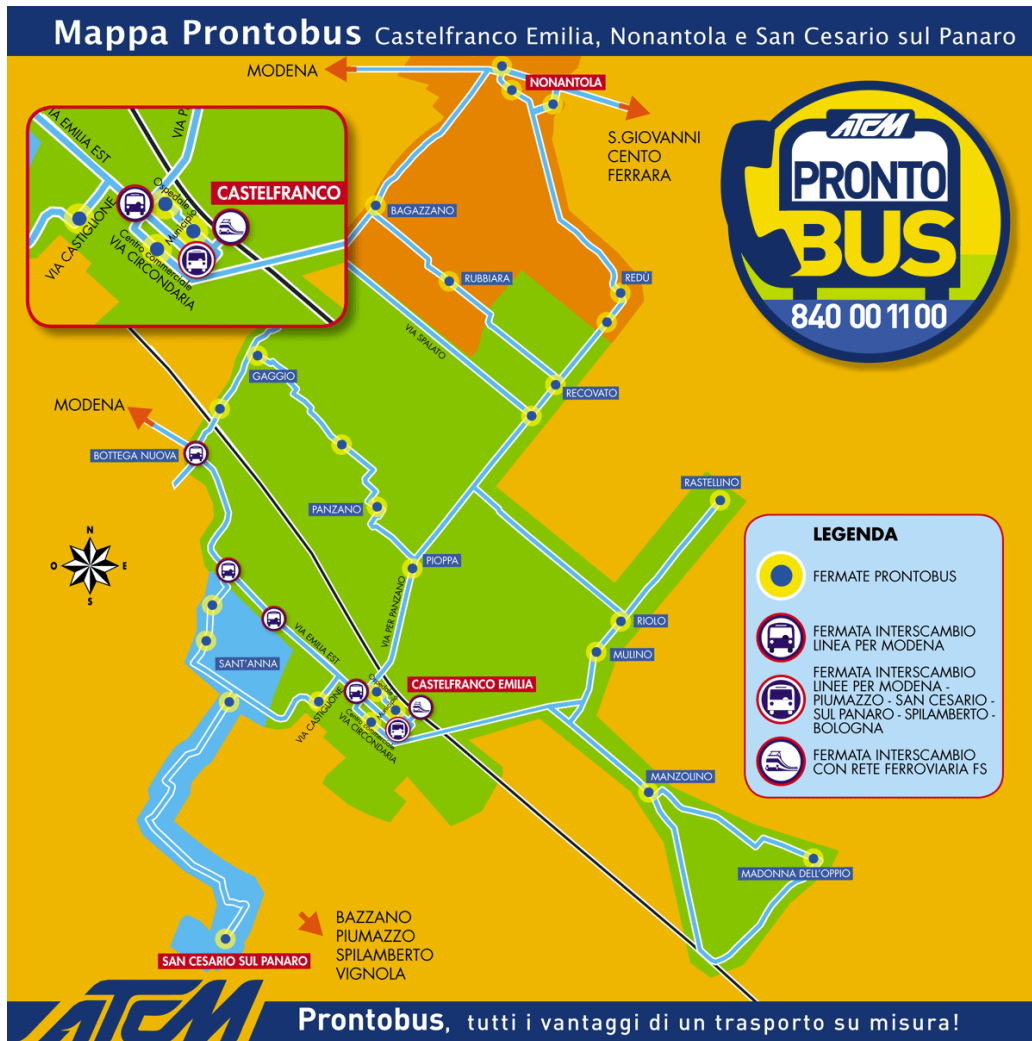 Mappa Prontobus Castelfranco Emilia, Nonantola e San Cesario sul Panaro
MODENA
NONANTOLA
S.GIOVANNI
CENTO
FERRARA
ATCM
PRONTO
BUS
840 00 11 00
VIA EMILIA EST
VIA P
CASTELFRANCO
Ospedale
Municipio
VIA CASTIGLIONE
Centro commerciale
VIA CIRCONDARIA
BAGAZZANO
RUBBIARA
REDÙ
VIA SPALATO
GAGGIO
RECOVATO
MODENA
BOTTEGA NUOVA
RASTELLINO
PANZANO
N
O
E
S
PIOPPA
VIA PER PANZANO
RIOLO
MULINO
VIA EMILIA EST
SANT'ANNA
CASTELFRANCO EMILIA
Ospedale
Municipio
VIA CASTIGLIONE
Centro commerciale
VIA CIRCONDARIA
MANZOLINO
MADONNA DELL'OPPIO
SAN CESARIO SUL PANARO
BAZZANO
PIUMAZZO
SPILAMBERTO
VIGNOLA
LEGENDA
FERMATE PRONTOBUS
FERMATA INTERSCAMBIO
LINEA PER MODENA
FERMATA INTERSCAMBIO
LINEE PER MODENA -
PIUMAZZO - SAN CESARIO -
SUL PANARO - SPILAMBERTO -
BOLOGNA
FERMATA INTERSCAMBIO
CON RETE FERROVIARIA FS
ATCM
Prontobus, tutti i vantaggi di un trasporto su misura!